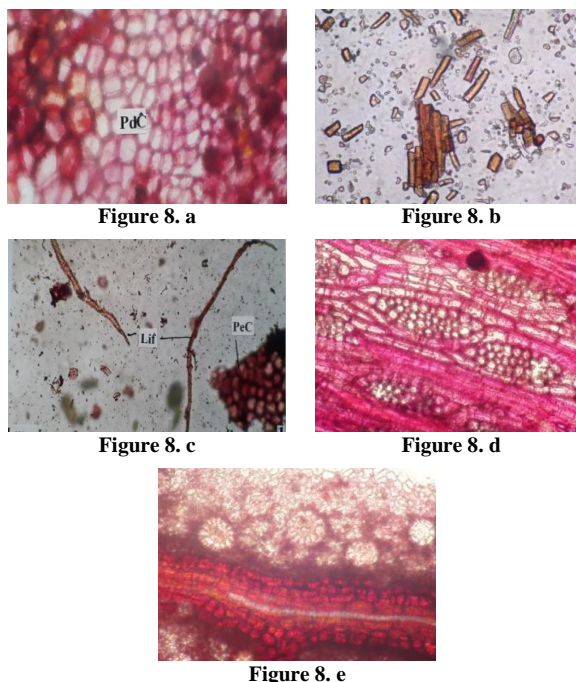 PdC
Figure 8. a
Figure 8. b
Lif
PeC
Figure 8. c
Figure 8. d
Figure 8. e